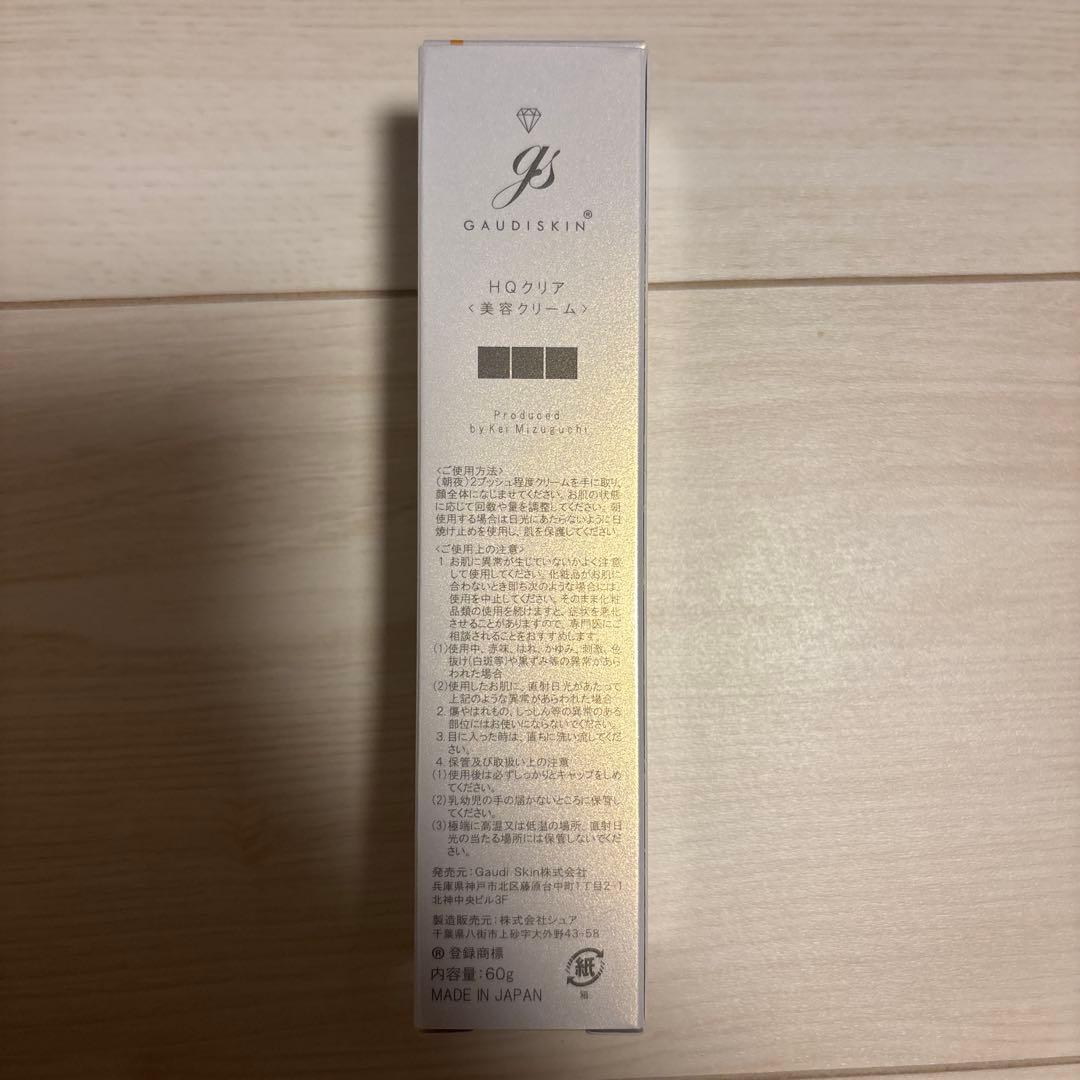 gs
GAUDISKIN®
HQクリア
〈美容クリーム〉
Produced
by Kei Mizuguchi
〈ご使用方法〉
(朝夜)2プッシュ程度クリームを手に取り、
顔全体になじませてください。お肌の状態
に応じて回数や量を調整してください。朝
使用する場合は日光にあたらないように日
焼け止めを使用し、肌を保護してください。
〈ご使用上の注意〉
1. お肌に異常が生じていないかよく注意
して使用してください。化粧品がお肌に
合わないとき即ち次のような場合には、
使用を中止してください。そのまま化粧
品類の使用を続けますと、症状を悪化
させることがありますので、専門医にご
相談されることをおすすめします。
(1)使用中、赤味、はれ、かゆみ、刺激、色
抜け(白斑等)や黒ずみ等の異常があら
われた場合
(2)使用したお肌に、直射日光があたって
上記のような異常があらわれた場合
2. 傷やはれもの、しっしん等の異常のある
部位にはお使いにならないでください。
3. 目に入った時は、直ちに洗い流してくだ
さい。
4. 保管及び取扱い上の注意
(1)使用後は必ずしっかりとキャップをしめ
てください。
(2)乳幼児の手の届かないところに保管し
てください。
(3)極端に高温又は低温の場所、直射日
光の当たる場所には保管しないでくだ
さい。
発売元：Gaudi Skin株式会社
兵庫県神戸市北区藤原台中町1丁目2-1
北神中央ビル3F
製造販売元：株式会社シュア
千葉県八街市上砂字大外野43-58
® 登録商標
内容量：60g
MADE IN JAPAN
紙
箱